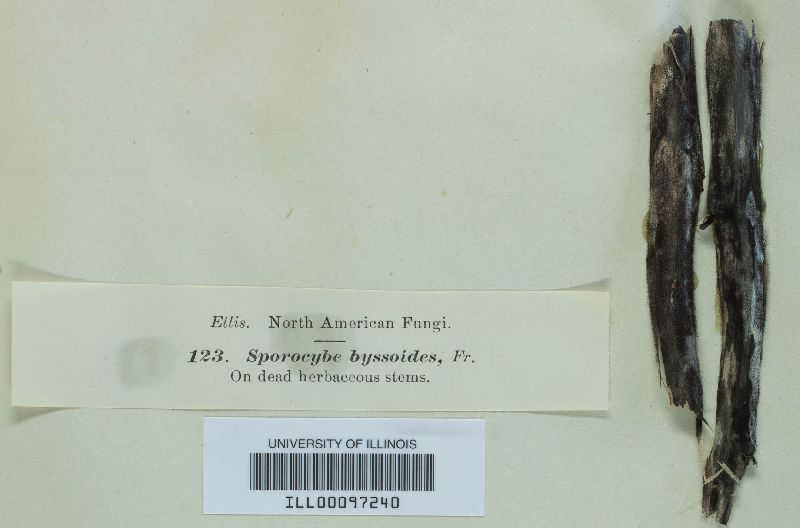 Ellis. North American Fungi.
123. Sporocybe byssoides, Fr.
On dead herbaceous stems.
UNIVERSITY OF ILLINOIS
ILL00097240